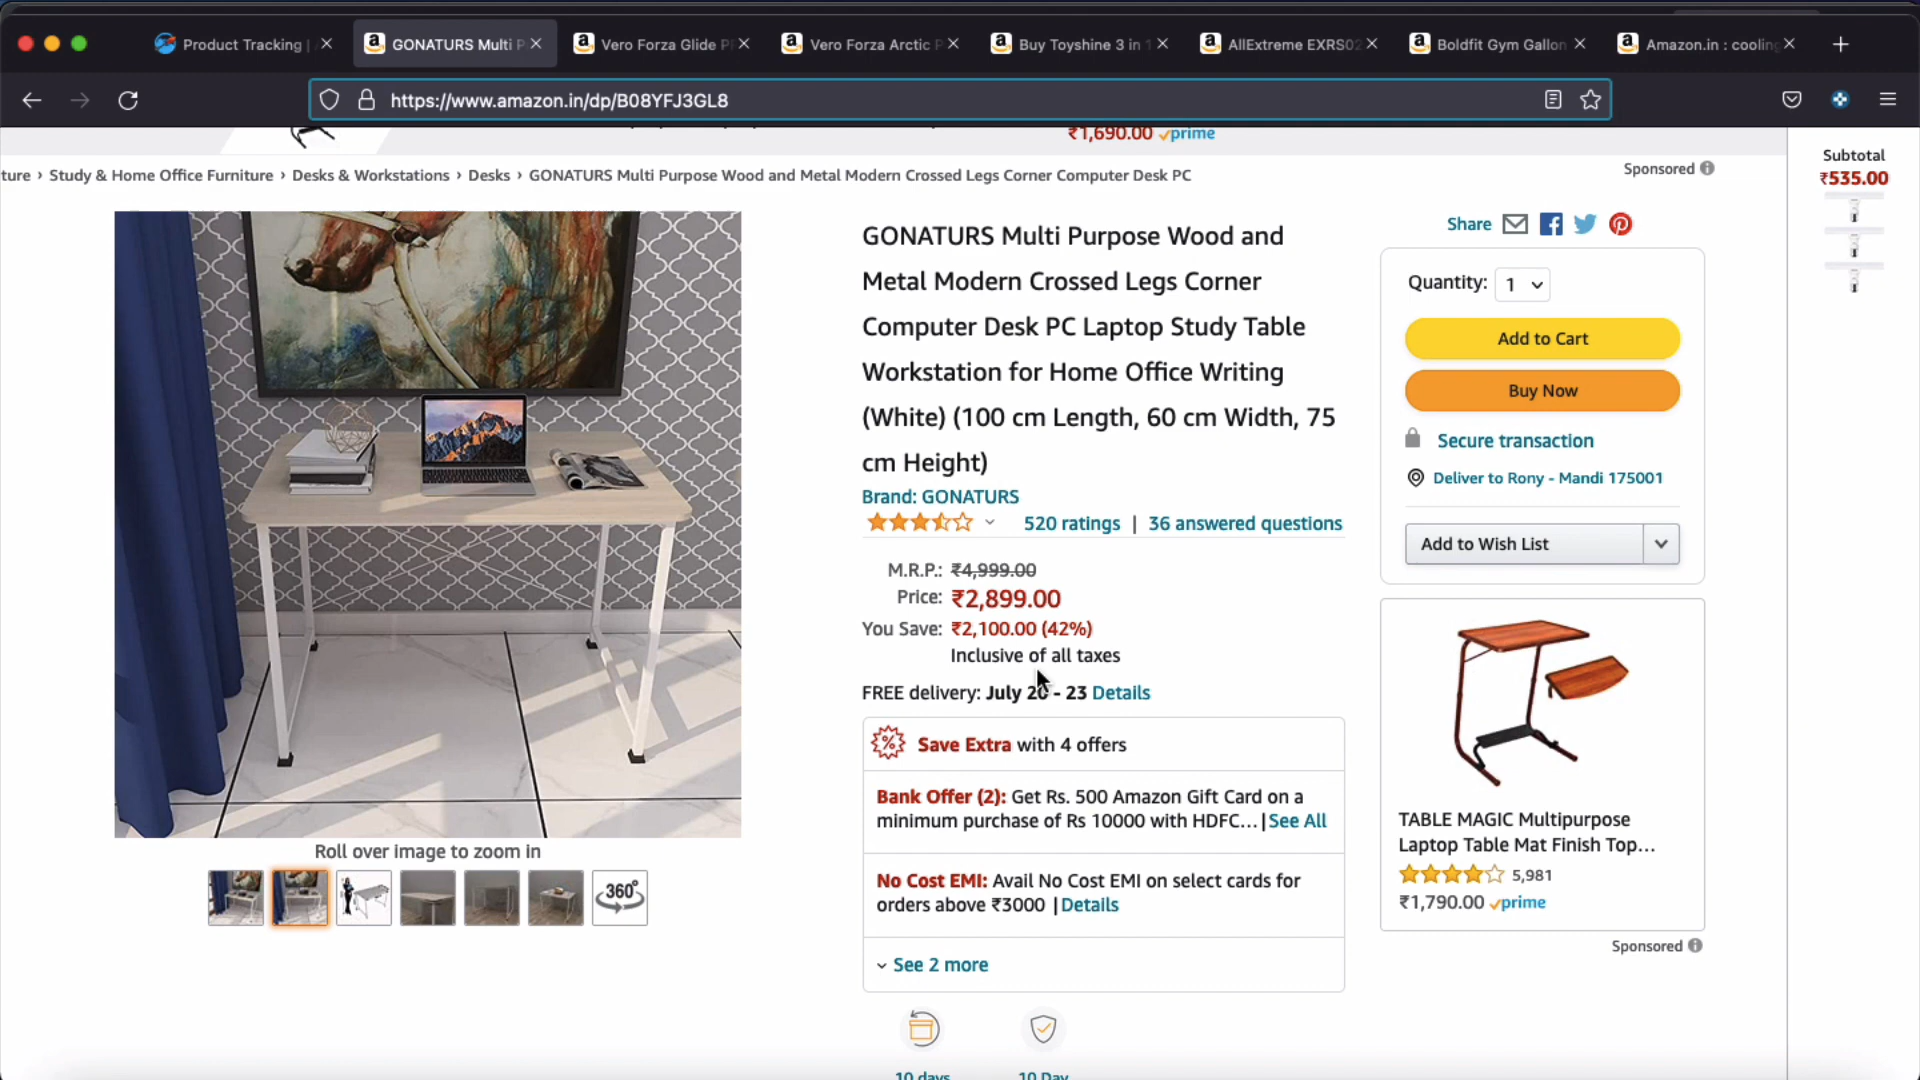 Product Tracking |
GONATURS Multi P
Vero Forza Glide P
Vero Forza Arctic P
Buy Toyshine 3 in 1
AllExtreme EXRS02
Boldfit Gym Gallon
Amazon.in : cooling
https://www.amazon.in/dp/B08YFJ3GL8
₹1,690.00 prime
Sponsored
ture › Study & Home Office Furniture › Desks & Workstations › Desks › GONATURS Multi Purpose Wood and Metal Modern Crossed Legs Corner Computer Desk PC
Subtotal
₹535.00
GONATURS Multi Purpose Wood and
Metal Modern Crossed Legs Corner
Computer Desk PC Laptop Study Table
Workstation for Home Office Writing
(White) (100 cm Length, 60 cm Width, 75
cm Height)
Brand: GONATURS
520 ratings | 36 answered questions
M.R.P.: ₹4,999.00
Price: ₹2,899.00
You Save: ₹2,100.00 (42%)
Inclusive of all taxes
FREE delivery: July 20 - 23 Details
Save Extra with 4 offers
Bank Offer (2): Get Rs. 500 Amazon Gift Card on a
minimum purchase of Rs 10000 with HDFC... | See All
No Cost EMI: Avail No Cost EMI on select cards for
orders above ₹3000 | Details
See 2 more
10 days
10 Day
Roll over image to zoom in
360°
Share
Quantity: 1
Add to Cart
Buy Now
Secure transaction
Deliver to Rony - Mandi 175001
Add to Wish List
TABLE MAGIC Multipurpose
Laptop Table Mat Finish Top...
5,981
₹1,790.00 prime
Sponsored